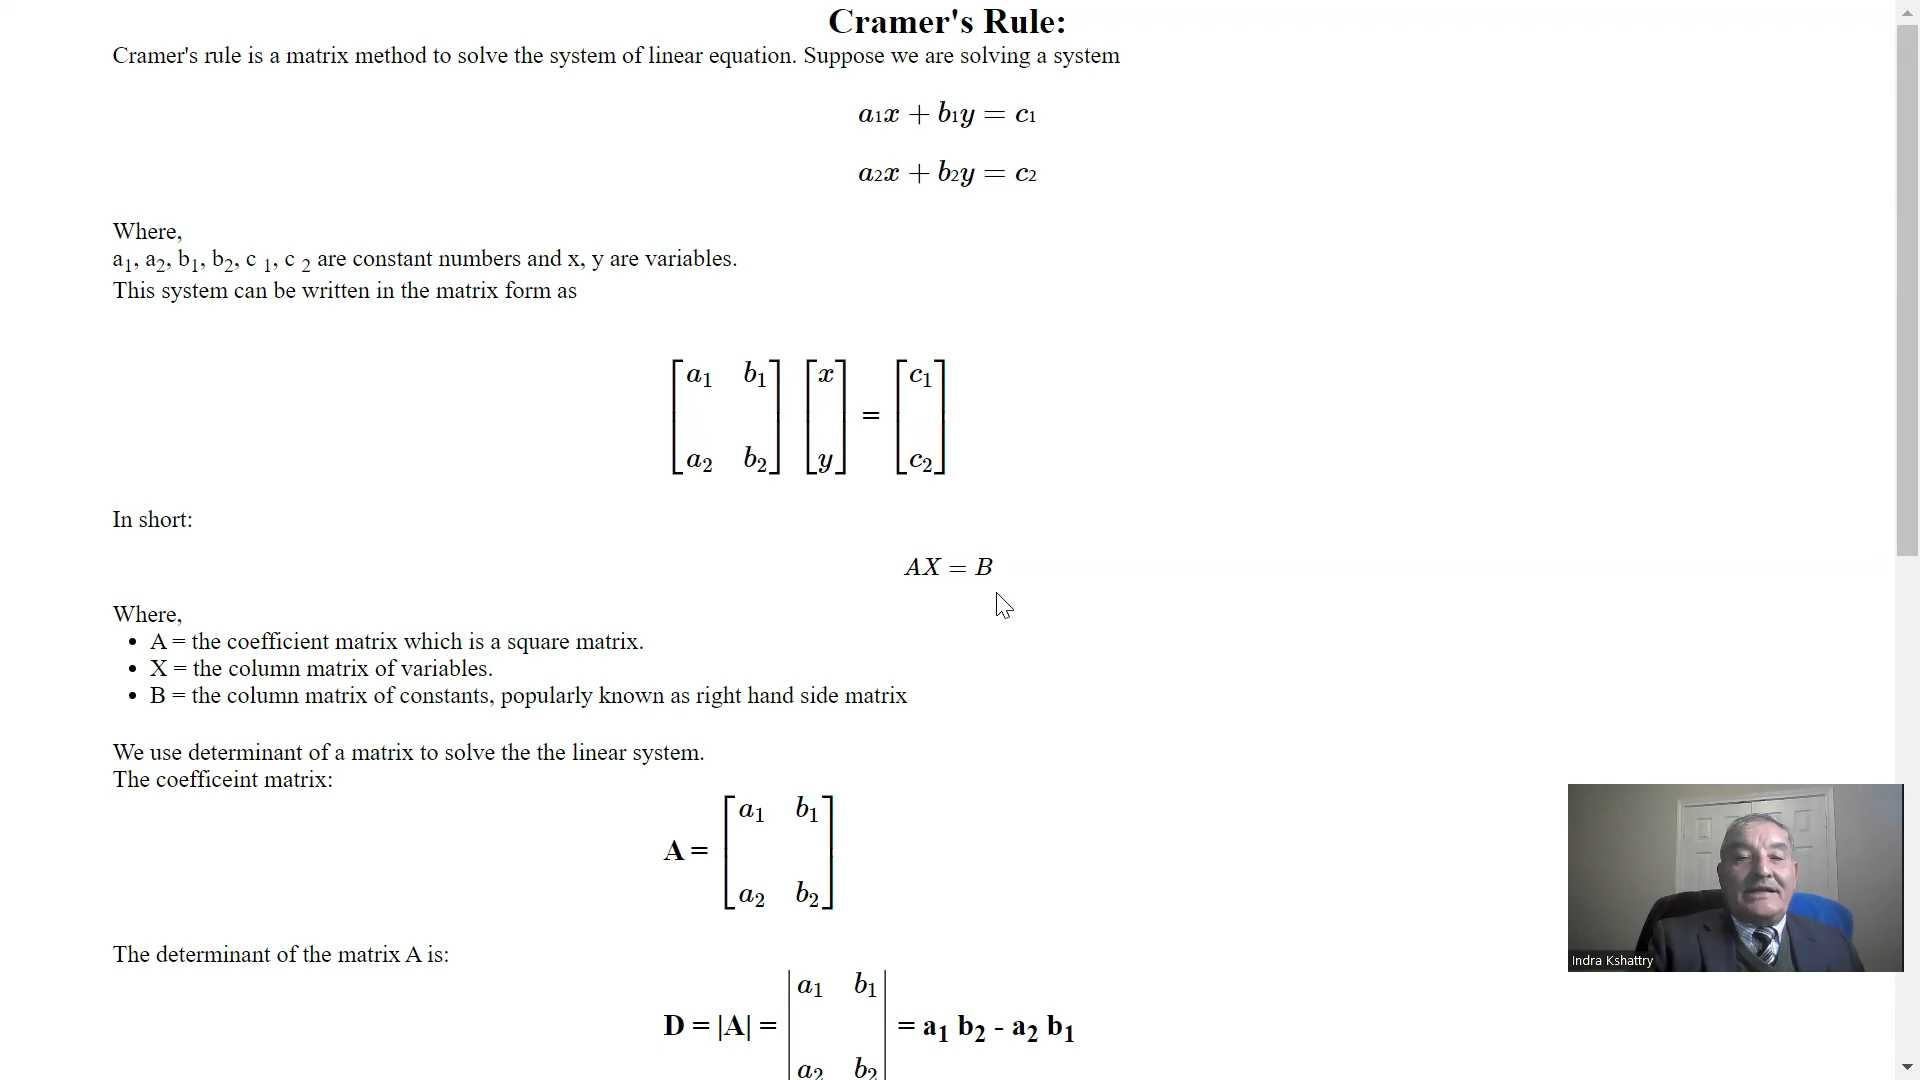 Cramer's Rule:
Cramer's rule is a matrix method to solve the system of linear equation. Suppose we are solving a system
a1x + b1y = c1
a2x + b2y = c2
Where,
a1, a2, b1, b2, c 1, c 2 are constant numbers and x, y are variables.
This system can be written in the matrix form as
[a1 b1] [x] = [c1]
[a2 b2] [y] [c2]
In short:
AX = B
Where,
• A = the coefficient matrix which is a square matrix.
• X = the column matrix of variables.
• B = the column matrix of constants, popularly known as right hand side matrix
We use determinant of a matrix to solve the the linear system.
The coefficeint matrix:
A = [a1 b1]
[a2 b2]
The determinant of the matrix A is:
D = |A| = |a1 b1| = a1 b2 - a2 b1
|a2 b2|
Indra Kshattry